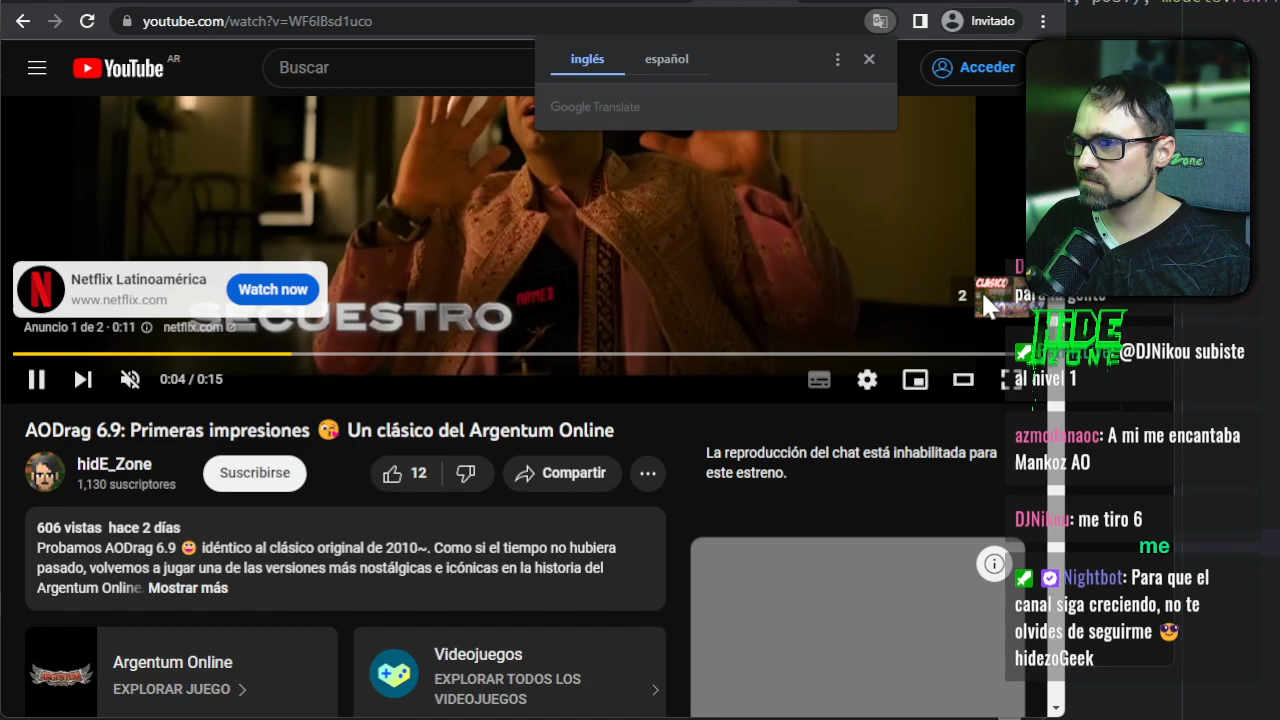 youtube.com/watch?v=WF6IBsd1uco
Invitado
YouTube AR
Buscar
inglés español
Google Translate
Acceder
Netflix Latinoamérica
www.netflix.com
Watch now
SECUESTRO
Anuncio 1 de 2 · 0:11 netflix.com
2
CLASICO
0:04 / 0:15
AODrag 6.9: Primeras impresiones 😘 Un clásico del Argentum Online
hidE_Zone
1,130 suscriptores
Suscribirse
12
Compartir
La reproducción del chat está inhabilitada para
este estreno.
606 vistas hace 2 días
Probamos AODrag 6.9 😀 idéntico al clásico original de 2010~. Como si el tiempo no hubiera
pasado, volvemos a jugar una de las versiones más nostálgicas e icónicas en la historia del
Argentum Online. Mostrar más
Argentum Online
EXPLORAR JUEGO
Videojuegos
EXPLORAR TODOS LOS
VIDEOJUEGOS
para la gente
HiDE
ZONE
@DJNikou subiste
al nivel 1
azmodanaoc: A mi me encantaba
Mankoz AO
DJNikou: me tiro 6
me
Nightbot: Para que el
canal siga creciendo, no te
olvides de seguirme 😎
hidezoGeek